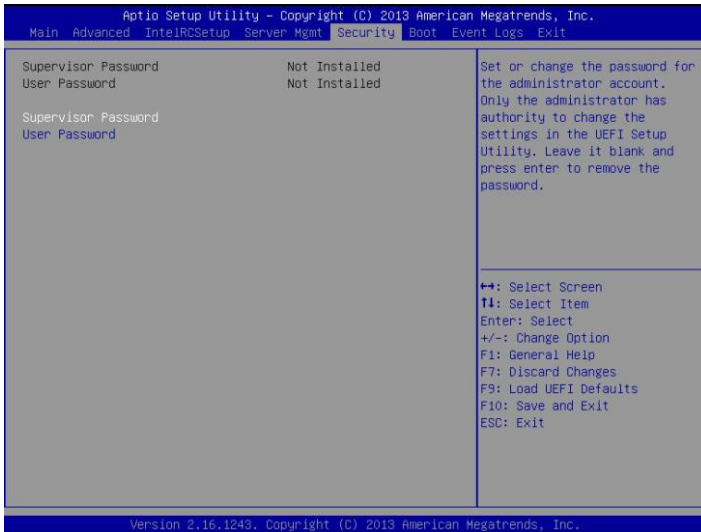 Aptio Setup Utility – Copyright (C) 2013 American Megatrends, Inc.
Main Advanced IntelRCSetup Server Mgmt Security Boot Event Logs Exit
Supervisor Password Not Installed
User Password Not Installed
Supervisor Password
User Password
Set or change the password for
the administrator account.
Only the administrator has
authority to change the
settings in the UEFI Setup
Utility. Leave it blank and
press enter to remove the
password.
↔: Select Screen
↑↓: Select Item
Enter: Select
+/-: Change Option
F1: General Help
F7: Discard Changes
F9: Load UEFI Defaults
F10: Save and Exit
ESC: Exit
Version 2.16.1243. Copyright (C) 2013 American Megatrends, Inc.